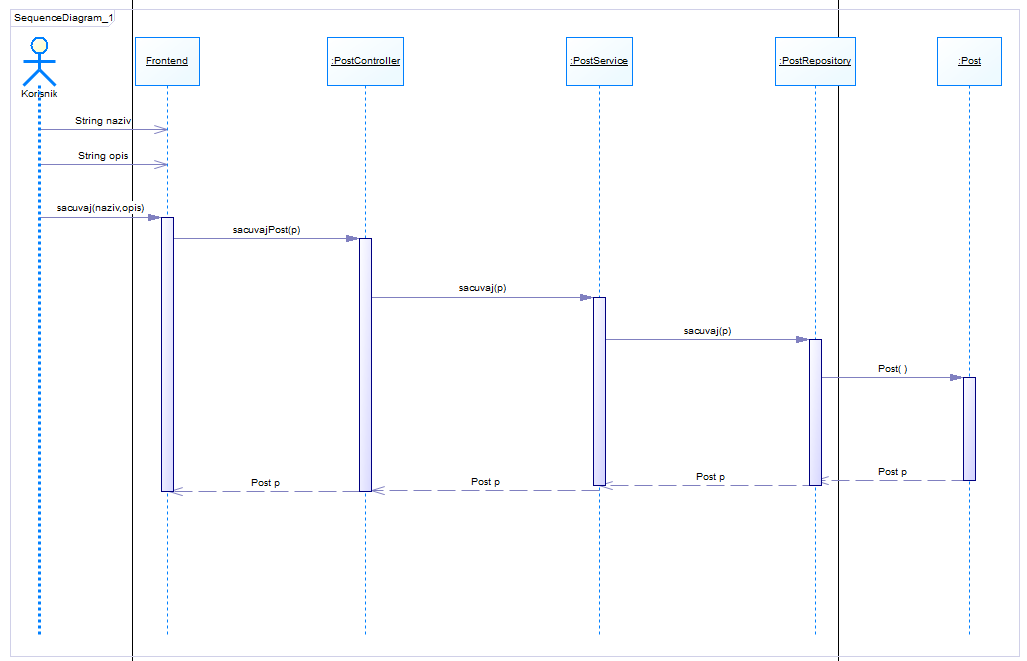 SequenceDiagram_1
Korisnik
Frontend
:PostController
:PostService
:PostRepository
:Post
String naziv
String opis
sacuvaj(naziv,opis)
sacuvajPost(p)
sacuvaj(p)
sacuvaj(p)
Post( )
Post p
Post p
Post p
Post p